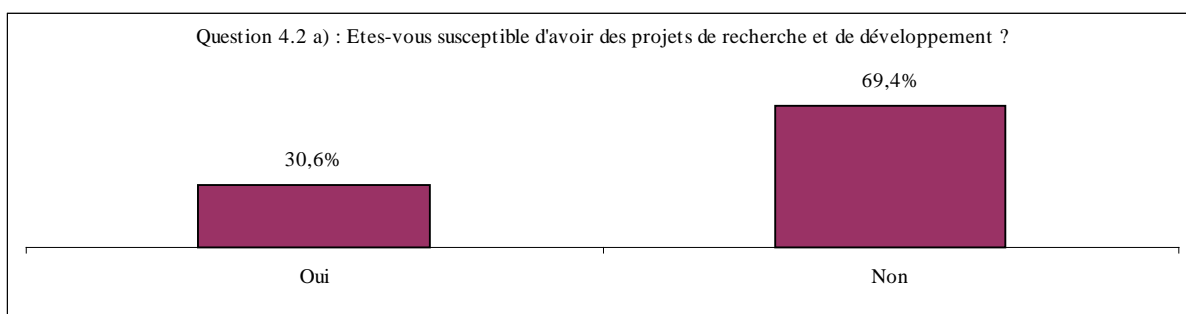 Question 4.2 a) : Etes-vous susceptible d'avoir des projets de recherche et de développement ?
69,4%
30,6%
Oui
Non